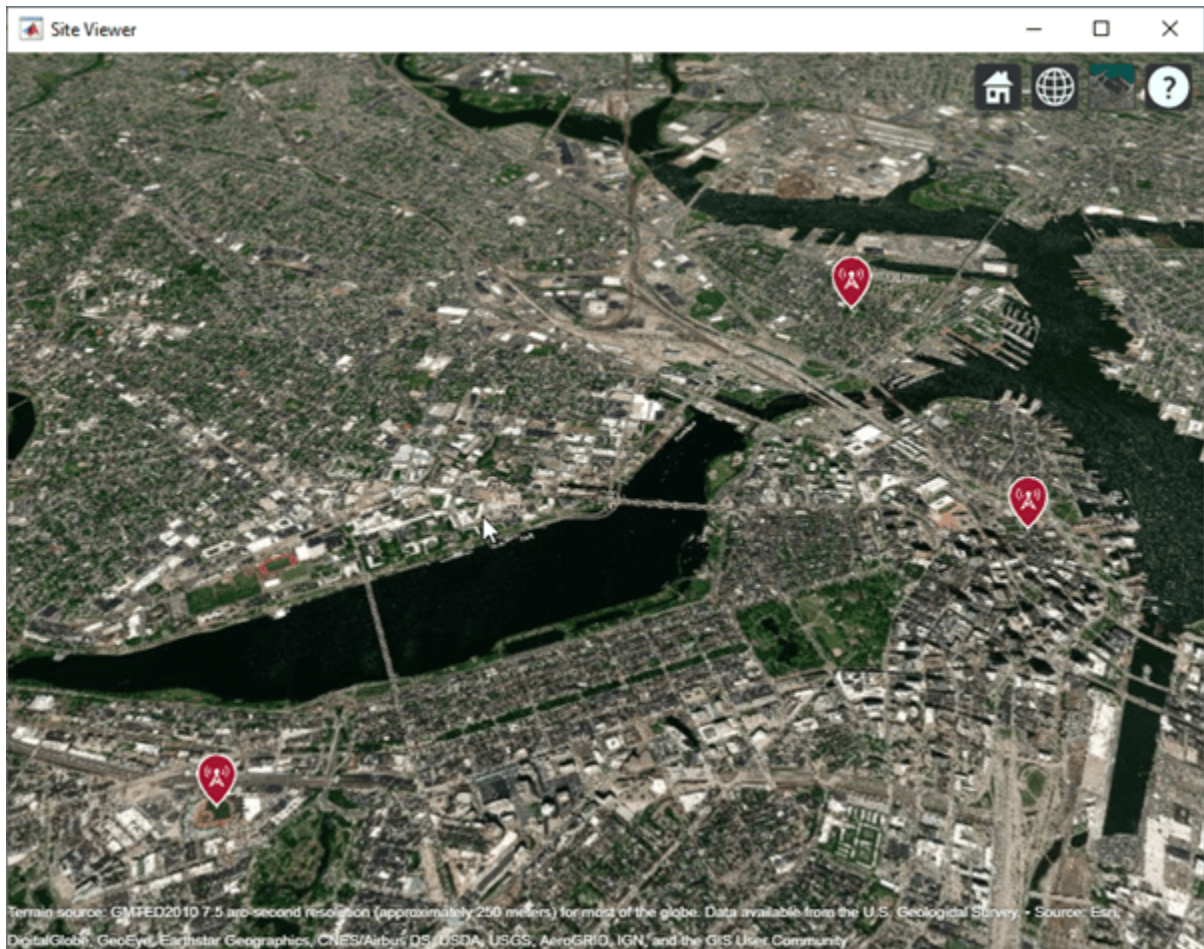 Site Viewer
?
Terrain source: GMTED2010 7.5 arc-second resolution (approximately 250 meters) for most of the globe. Data available from the U.S. Geological Survey. • Source: Esri,
DigitalGlobe, GeoEye, Earthstar Geographics, CNES/Airbus DS, USDA, USGS, AeroGRID, IGN, and the GIS User Community